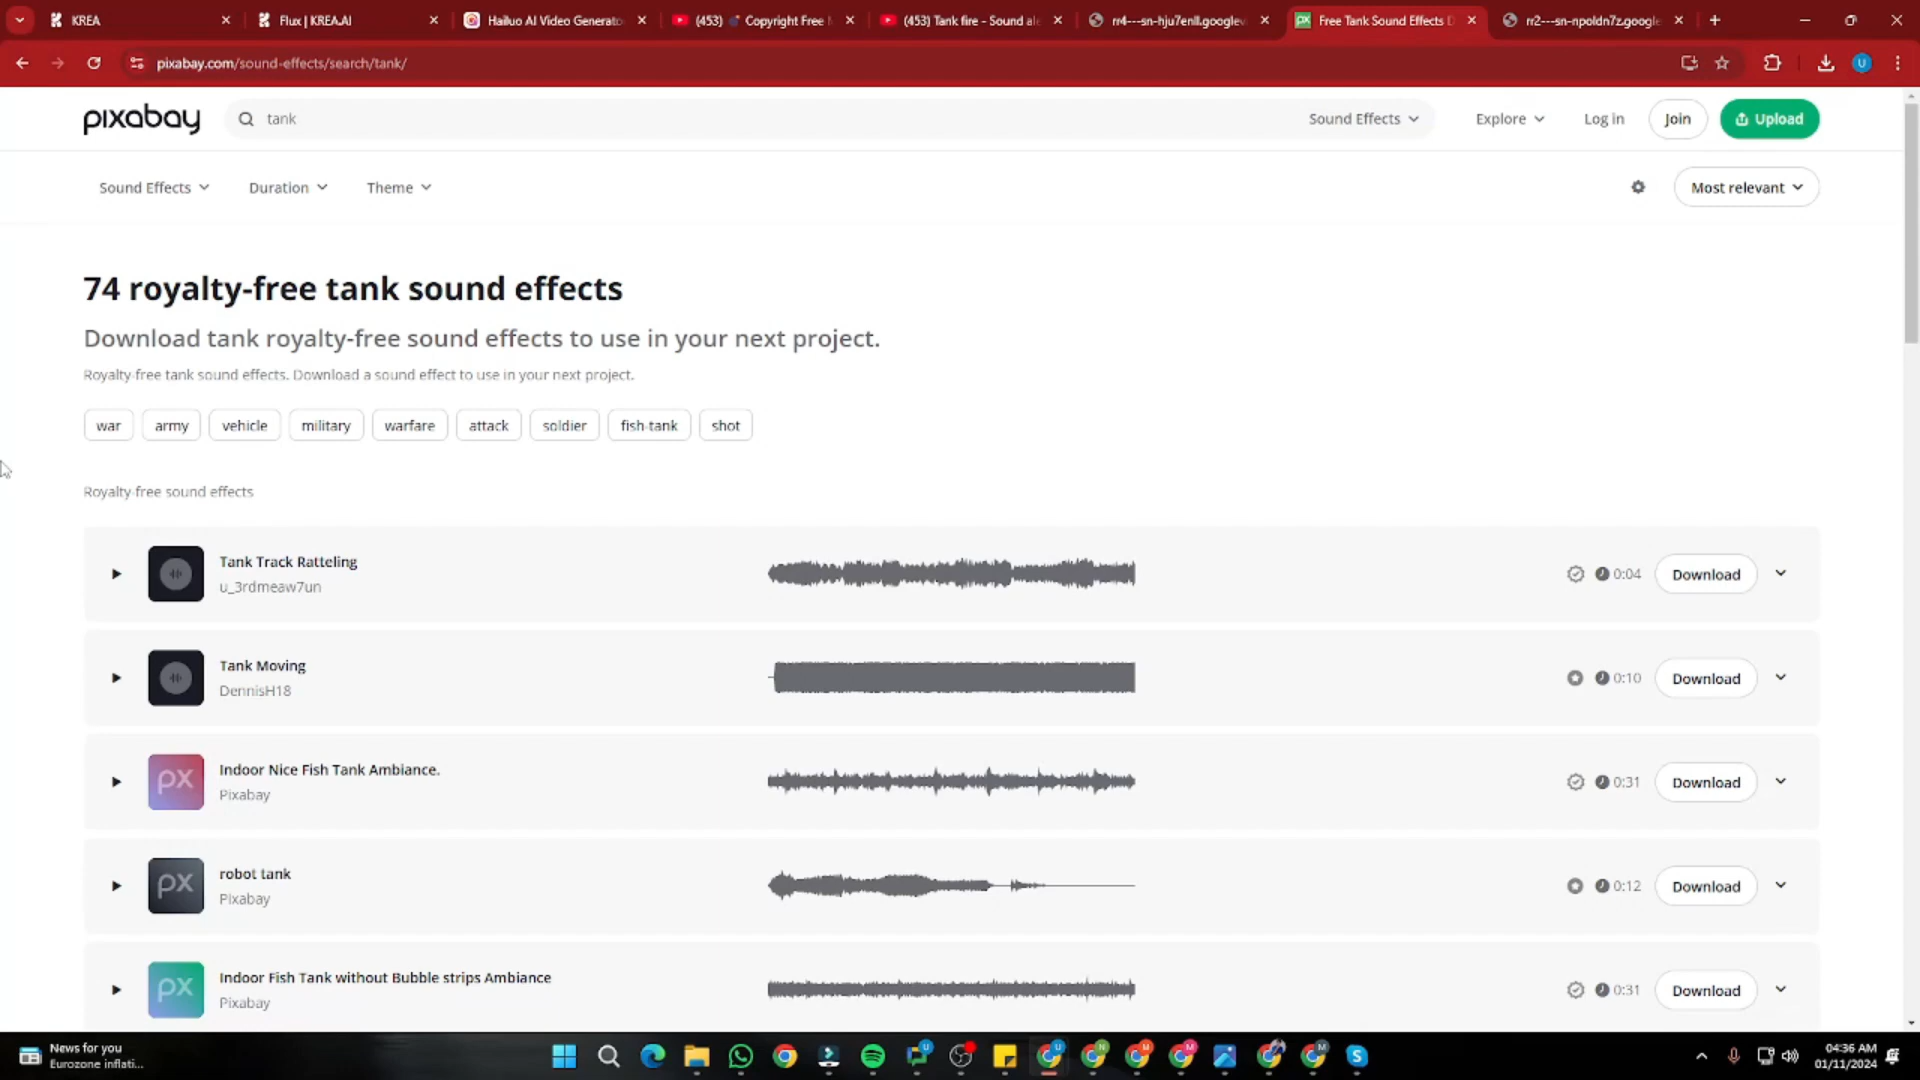 KREA
Flux | KREA.AI
Hailuo AI Video Generato
(453) Copyright Free
(453) Tank fire - Sound ale
rr4---sn-hju7enll.googlev
Free Tank Sound Effects D
rr2---sn-npoldn7z.google
pixabay.com/sound-effects/search/tank/
U
pixabay
tank
Sound Effects
Explore
Log in
Join
Upload
Sound Effects
Duration
Theme
Most relevant
74 royalty-free tank sound effects
Download tank royalty-free sound effects to use in your next project.
Royalty-free tank sound effects. Download a sound effect to use in your next project.
war
army
vehicle
military
warfare
attack
soldier
fish-tank
shot
Royalty-free sound effects
Tank Track Ratteling
u_3rdmeaw7un
0:04
Download
Tank Moving
DennisH18
0:10
Download
px
Indoor Nice Fish Tank Ambiance.
Pixabay
0:31
Download
px
robot tank
Pixabay
0:12
Download
px
Indoor Fish Tank without Bubble strips Ambiance
Pixabay
0:31
Download
News for you
Eurozone inflati...
04:36 AM
01/11/2024